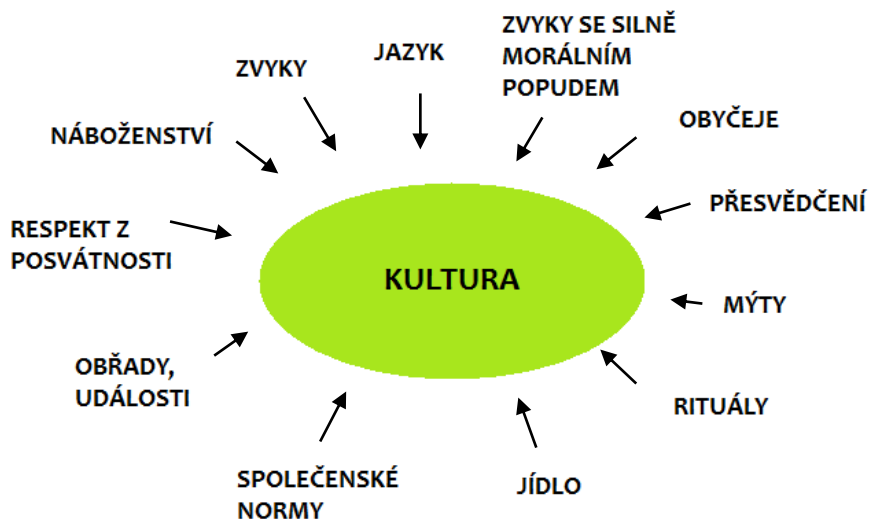 ZVYKY SE SILNĚ
MORÁLNÍM
POPUDEM
JAZYK
ZVYKY
OBYČEJE
NÁBOŽENSTVÍ
PŘESVĚDČENÍ
RESPEKT Z
POSVÁTNOSTI
KULTURA
MÝTY
OBŘADY,
UDÁLOSTI
RITUÁLY
SPOLEČENSKÉ
NORMY
JÍDLO